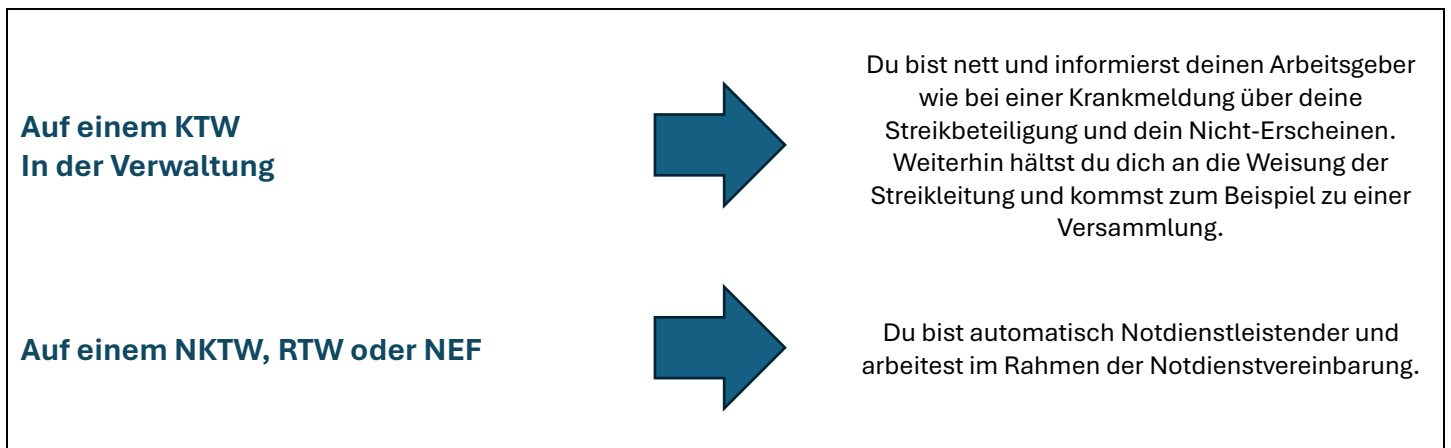 Auf einem KTW
In der Verwaltung
Du bist nett und informierst deinen Arbeitsgeber
wie bei einer Krankmeldung über deine
Streikbeteiligung und dein Nicht-Erscheinen.
Weiterhin hältst du dich an die Weisung der
Streikleitung und kommst zum Beispiel zu einer
Versammlung.
Auf einem NKTW, RTW oder NEF
Du bist automatisch Notdienstleistender und
arbeitest im Rahmen der Notdienstvereinbarung.